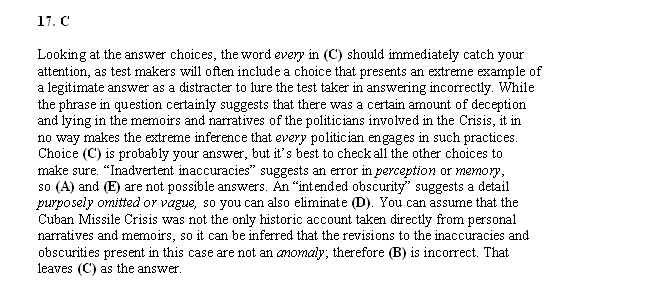 17. C
Looking at the answer choices, the word every in (C) should immediately catch your
attention, as test makers will often include a choice that presents an extreme example of
a legitimate answer as a distracter to lure the test taker in answering incorrectly. While
the phrase in question certainly suggests that there was a certain amount of deception
and lying in the memoirs and narratives of the politicians involved in the Crisis, it in
no way makes the extreme inference that every politician engages in such practices.
Choice (C) is probably your answer, but it's best to check all the other choices to
make sure. “Inadvertent inaccuracies” suggests an error in perception or memory,
so (A) and (E) are not possible answers. An “intended obscurity” suggests a detail
purposely omitted or vague, so you can also eliminate (D). You can assume that the
Cuban Missile Crisis was not the only historic account taken directly from personal
narratives and memoirs, so it can be inferred that the revisions to the inaccuracies and
obscurities present in this case are not an anomaly; therefore (B) is incorrect. That
leaves (C) as the answer.